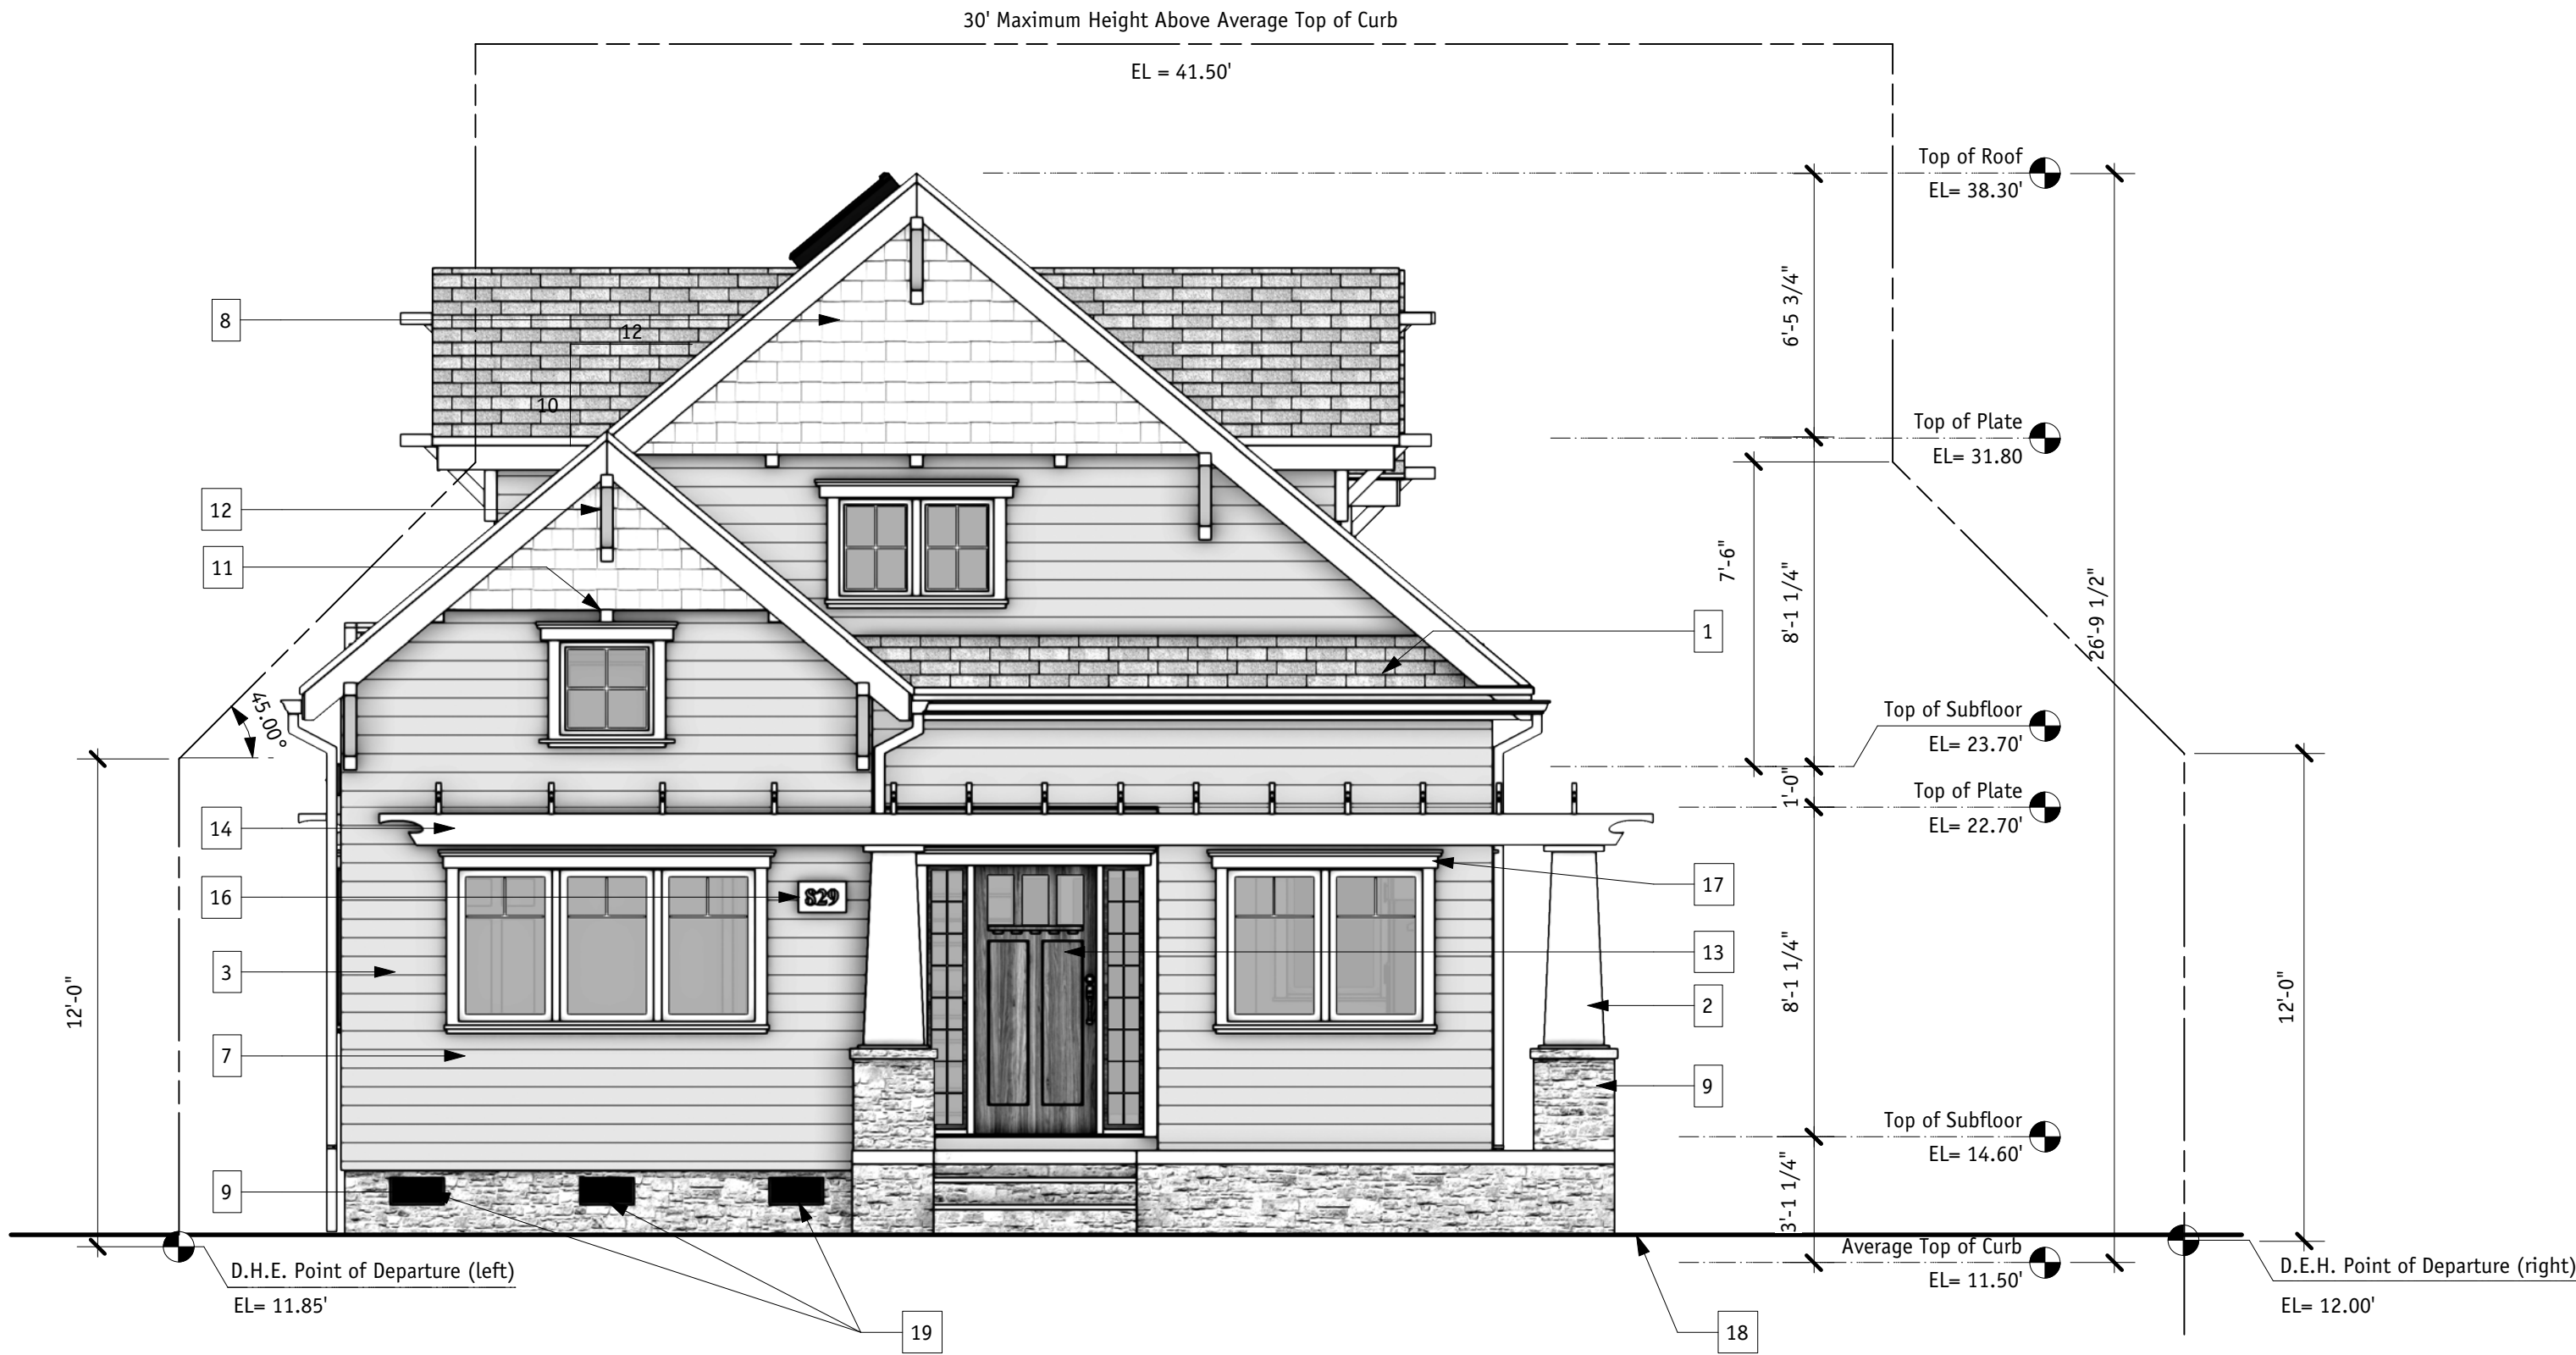 30' Maximum Height Above Average Top of Curb
EL = 41.50'
Top of Roof
EL= 38.30'
6'-5 3/4"
8
12
10
Top of Plate
EL= 31.80
12
11
7'-6"
8'-1 1/4"
26'-9 1/2"
1
45.00°
Top of Subfloor
EL= 23.70'
1'-0"
Top of Plate
EL= 22.70'
14
16
829
17
13
3
12'-0"
8'-1 1/4"
2
12'-0"
7
9
Top of Subfloor
EL= 14.60'
9
3'-1 1/4"
Average Top of Curb
EL= 11.50'
D.H.E. Point of Departure (left)
EL= 11.85'
D.E.H. Point of Departure (right)
EL= 12.00'
19
18